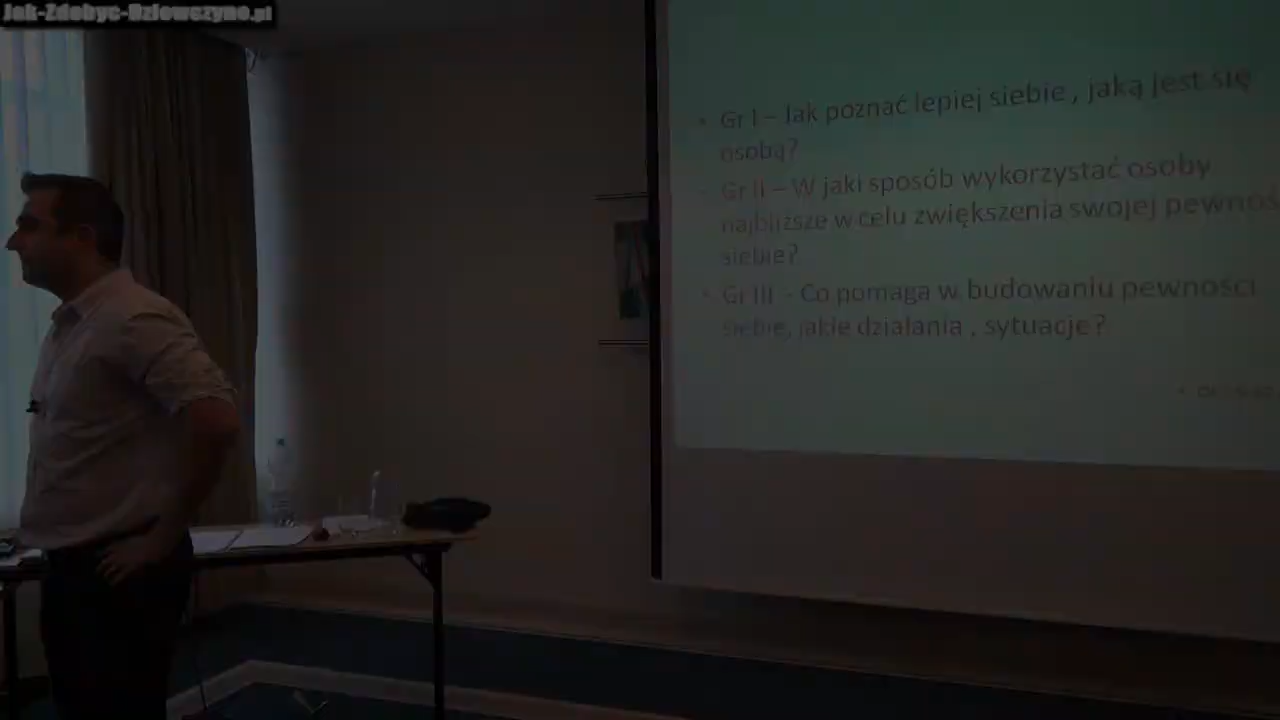 Jak-Zdobyc-Dziewczyne.pl
• Gr I – Jak poznać lepiej siebie , jaką jest się
osobą?
• Gr II – W jaki sposób wykorzystać osoby
najbliższe w celu zwiększenia swojej pewnoś
siebie?
• Gr III – Co pomaga w budowaniu pewności
siebie, jakie działania , sytuacje ?